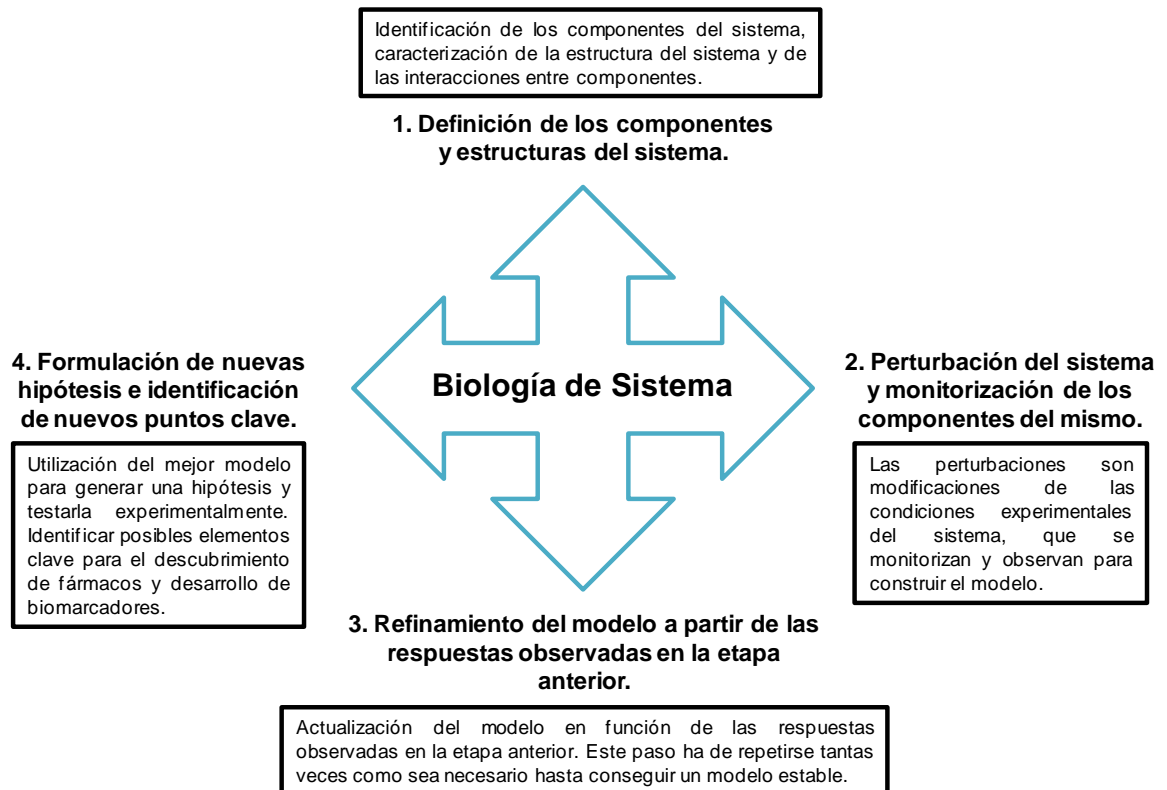 Identificación de los componentes del sistema,
caracterización de la estructura del sistema y de
las interacciones entre componentes.
1. Definición de los componentes
y estructuras del sistema.
4. Formulación de nuevas
hipótesis e identificación
de nuevos puntos clave.
Utilización del mejor modelo
para generar una hipótesis y
testarla experimentalmente.
Identificar posibles elementos
clave para el descubrimiento
de fármacos y desarrollo de
biomarcadores.
Biología de Sistema
2. Perturbación del sistema
y monitorización de los
componentes del mismo.
Las perturbaciones son
modificaciones de las
condiciones experimentales
del sistema, que se
monitorizan y observan para
construir el modelo.
3. Refinamiento del modelo a partir de las
respuestas observadas en la etapa
anterior.
Actualización del modelo en función de las respuestas
observadas en la etapa anterior. Este paso ha de repetirse tantas
veces como sea necesario hasta conseguir un modelo estable.